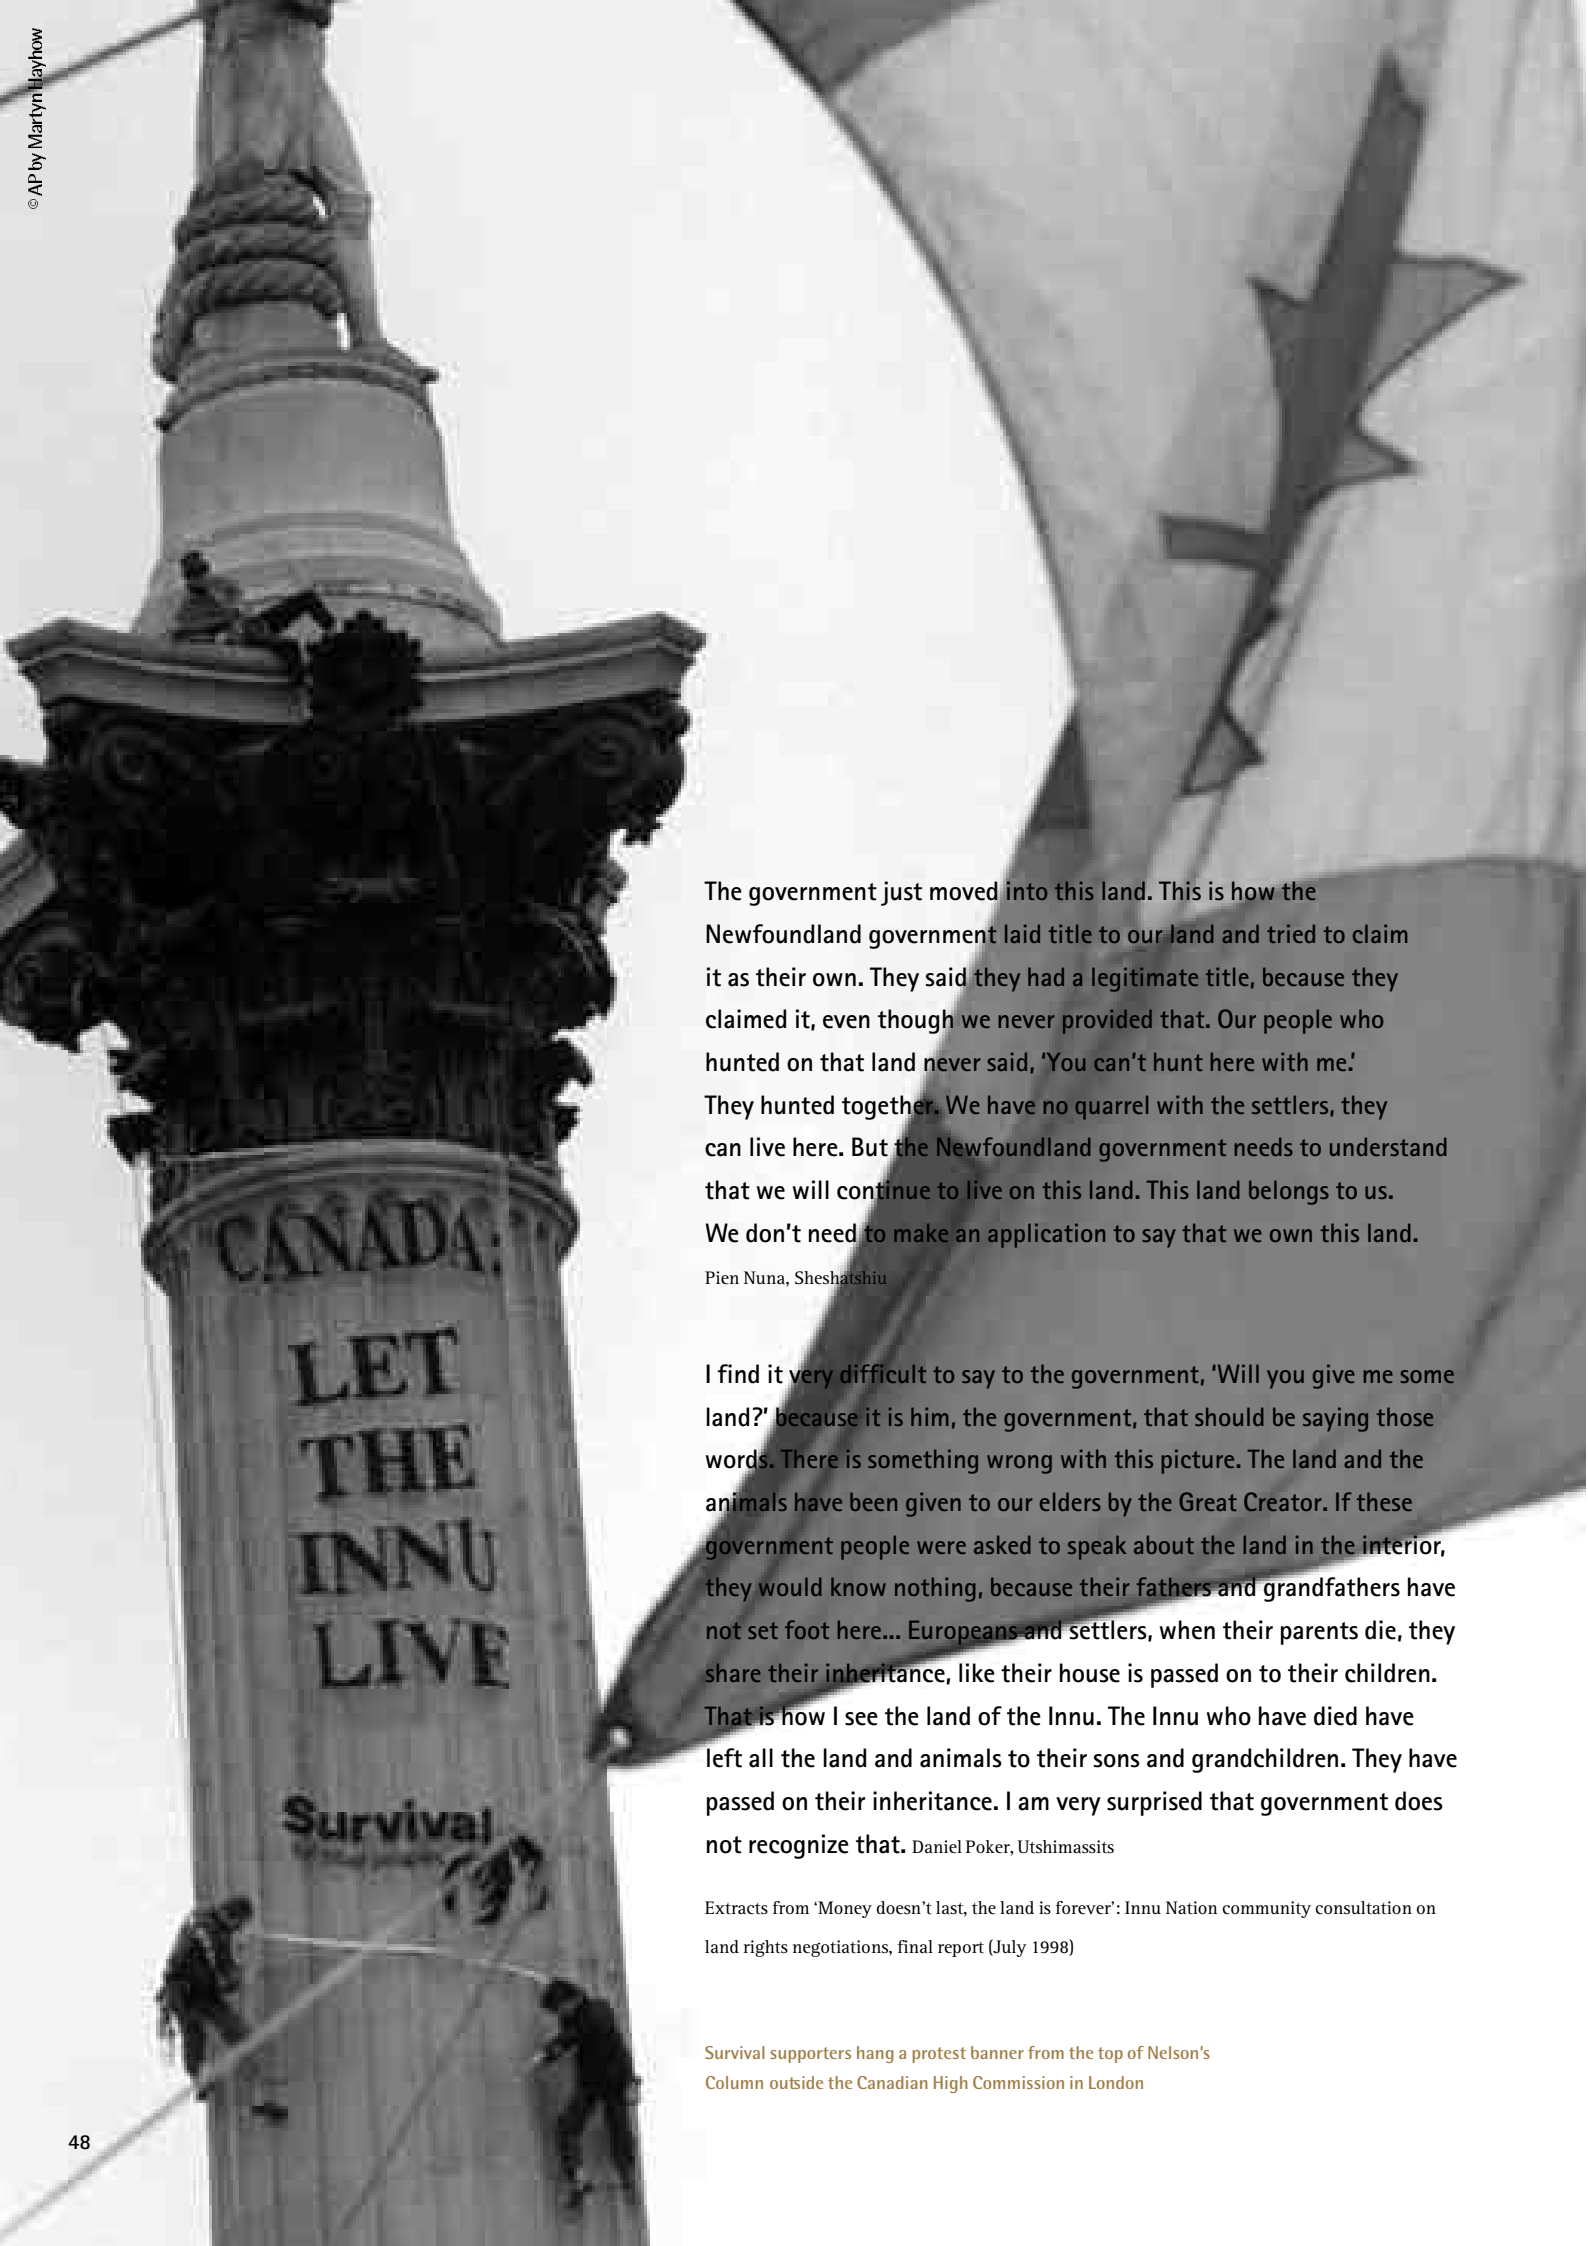 © AP by Martyn Hayhow
CANADA:
LET
THE
INNU
LIVE
Survival
The government just moved into this land. This is how the
Newfoundland government laid title to our land and tried to claim
it as their own. They said they had a legitimate title, because they
claimed it, even though we never provided that. Our people who
hunted on that land never said, ‘You can’t hunt here with me.’
They hunted together. We have no quarrel with the settlers, they
can live here. But the Newfoundland government needs to understand
that we will continue to live on this land. This land belongs to us.
We don’t need to make an application to say that we own this land.
Pien Nuna, Sheshatshiu
I find it very difficult to say to the government, ‘Will you give me some
land?’ because it is him, the government, that should be saying those
words. There is something wrong with this picture. The land and the
animals have been given to our elders by the Great Creator. If these
government people were asked to speak about the land in the interior,
they would know nothing, because their fathers and grandfathers have
not set foot here... Europeans and settlers, when their parents die, they
share their inheritance, like their house is passed on to their children.
That is how I see the land of the Innu. The Innu who have died have
left all the land and animals to their sons and grandchildren. They have
passed on their inheritance. I am very surprised that government does
not recognize that. Daniel Poker, Utshimassits
Extracts from ‘Money doesn’t last, the land is forever’: Innu Nation community consultation on
land rights negotiations, final report (July 1998)
Survival supporters hang a protest banner from the top of Nelson’s
Column outside the Canadian High Commission in London
48